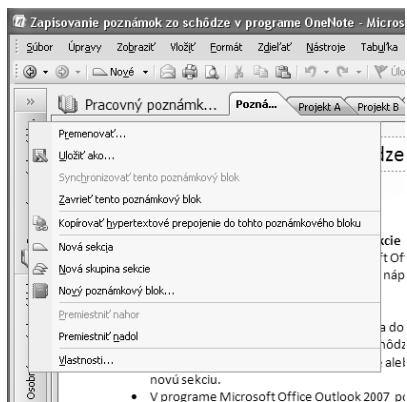 Zapisovanie poznámok zo schôdze v programe OneNote - Micros
Súbor Úpravy Zobraziť Vložiť Formát Zdieľať Nástroje Tabuľka
Nové Úlo
Pracovný poznámk... Pozná... Projekt A Projekt B
Premenovať...
Uložiť ako...
Synchronizovať tento poznámkový blok
Zavrieť tento poznámkový blok
Kopírovať hypertextové prepojenie do tohto poznámkového bloku
Nová sekcia
Nová skupina sekcie
Nový poznámkový blok...
Premiestniť nahor
Premiestniť nadol
Vlastnosti...
dze
kcie
t Of
náp
a do
hôdz
e aleb
novú sekciu.
• V programe Microsoft Office Outlook 2007 po
Osobn